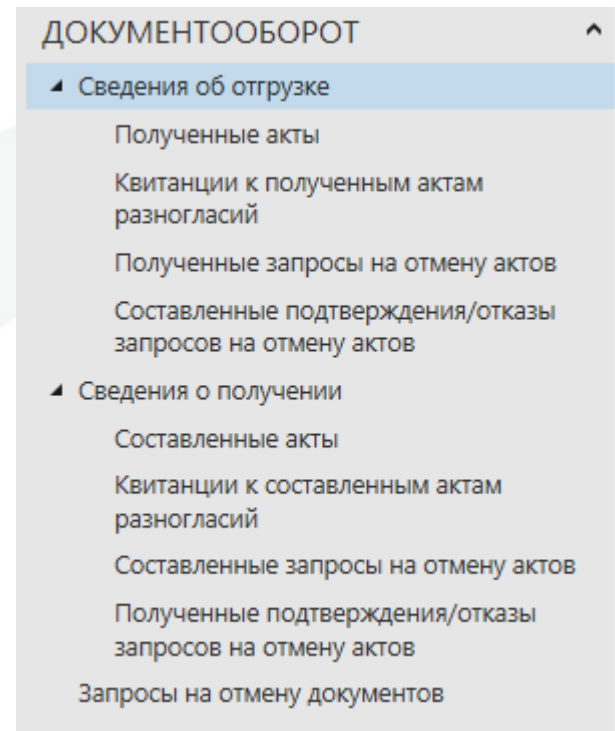 ДОКУМЕНТООБОРОТ
Сведения об отгрузке
Полученные акты
Квитанции к полученным актам
разногласий
Полученные запросы на отмену актов
Составленные подтверждения/отказы
запросов на отмену актов
Сведения о получении
Составленные акты
Квитанции к составленным актам
разногласий
Составленные запросы на отмену актов
Полученные подтверждения/отказы
запросов на отмену актов
Запросы на отмену документов